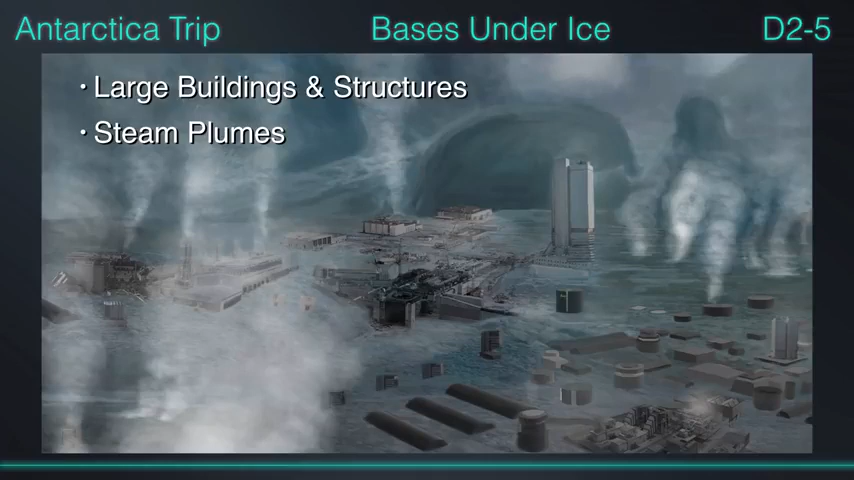 Antarctica Trip Bases Under Ice D2-5
• Large Buildings & Structures
• Steam Plumes